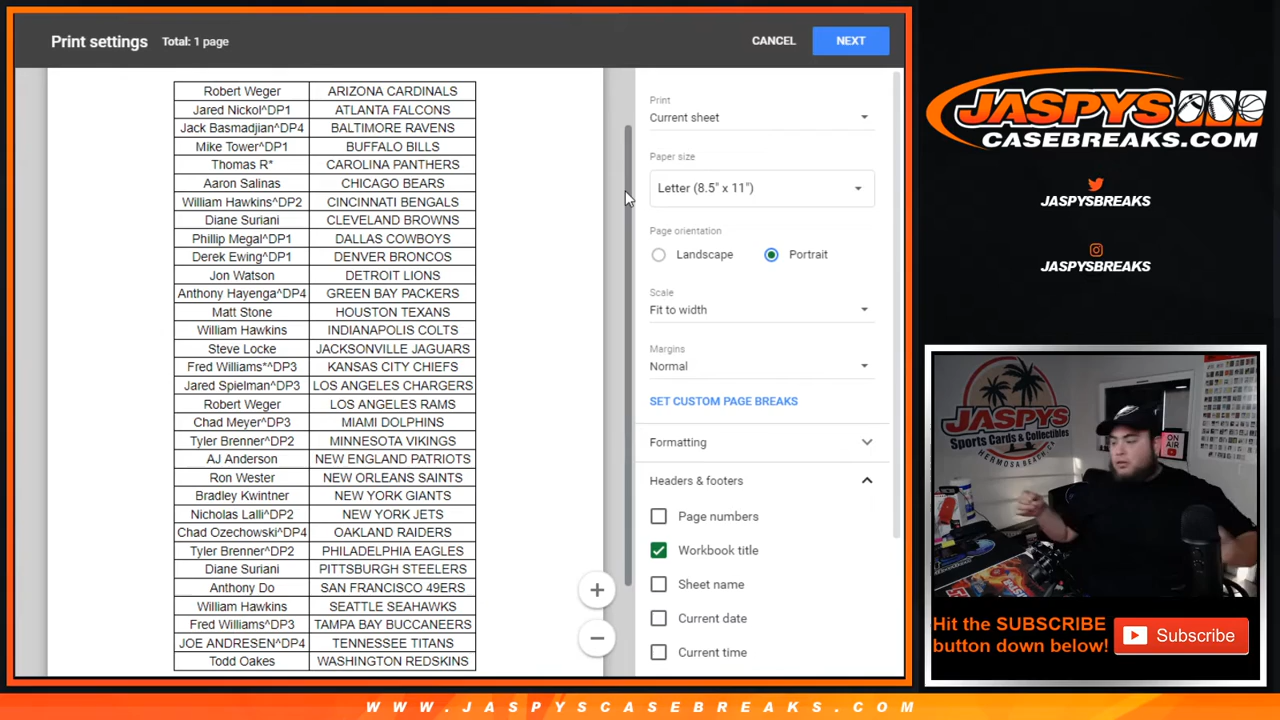 Print settings Total: 1 page CANCEL NEXT
Robert Weger ARIZONA CARDINALS
Jared Nickol^DP1 ATLANTA FALCONS
Jack Basmadjian^DP4 BALTIMORE RAVENS
Mike Tower^DP1 BUFFALO BILLS
Thomas R* CAROLINA PANTHERS
Aaron Salinas CHICAGO BEARS
William Hawkins^DP2 CINCINNATI BENGALS
Diane Suriani CLEVELAND BROWNS
Phillip Megal^DP1 DALLAS COWBOYS
Derek Ewing^DP1 DENVER BRONCOS
Jon Watson DETROIT LIONS
Anthony Hayenga^DP4 GREEN BAY PACKERS
Matt Stone HOUSTON TEXANS
William Hawkins INDIANAPOLIS COLTS
Steve Locke JACKSONVILLE JAGUARS
Fred Williams*^DP3 KANSAS CITY CHIEFS
Jared Spielman^DP3 LOS ANGELES CHARGERS
Robert Weger LOS ANGELES RAMS
Chad Meyer^DP3 MIAMI DOLPHINS
Tyler Brenner^DP2 MINNESOTA VIKINGS
AJ Anderson NEW ENGLAND PATRIOTS
Ron Wester NEW ORLEANS SAINTS
Bradley Kwintner NEW YORK GIANTS
Nicholas Lalli^DP2 NEW YORK JETS
Chad Ozechowski^DP4 OAKLAND RAIDERS
Tyler Brenner^DP2 PHILADELPHIA EAGLES
Diane Suriani PITTSBURGH STEELERS
Anthony Do SAN FRANCISCO 49ERS
William Hawkins SEATTLE SEAHAWKS
Fred Williams^DP3 TAMPA BAY BUCCANEERS
JOE ANDRESEN^DP4 TENNESSEE TITANS
Todd Oakes WASHINGTON REDSKINS
Print
Current sheet
Paper size
Letter (8.5" x 11")
Page orientation
Landscape Portrait
Scale
Fit to width
Margins
Normal
SET CUSTOM PAGE BREAKS
Formatting
Headers & footers
Page numbers
Workbook title
Sheet name
Current date
Current time
JASPYS
CASEBREAKS.COM
JASPYSBREAKS
JASPYSBREAKS
JASPYS
Sports Cards & Collectibles
HERMOSA BEACH, CA
ON
AIR
Hit the SUBSCRIBE
button down below!
Subscribe
WWW.JASPYSCASEBREAKS.COM